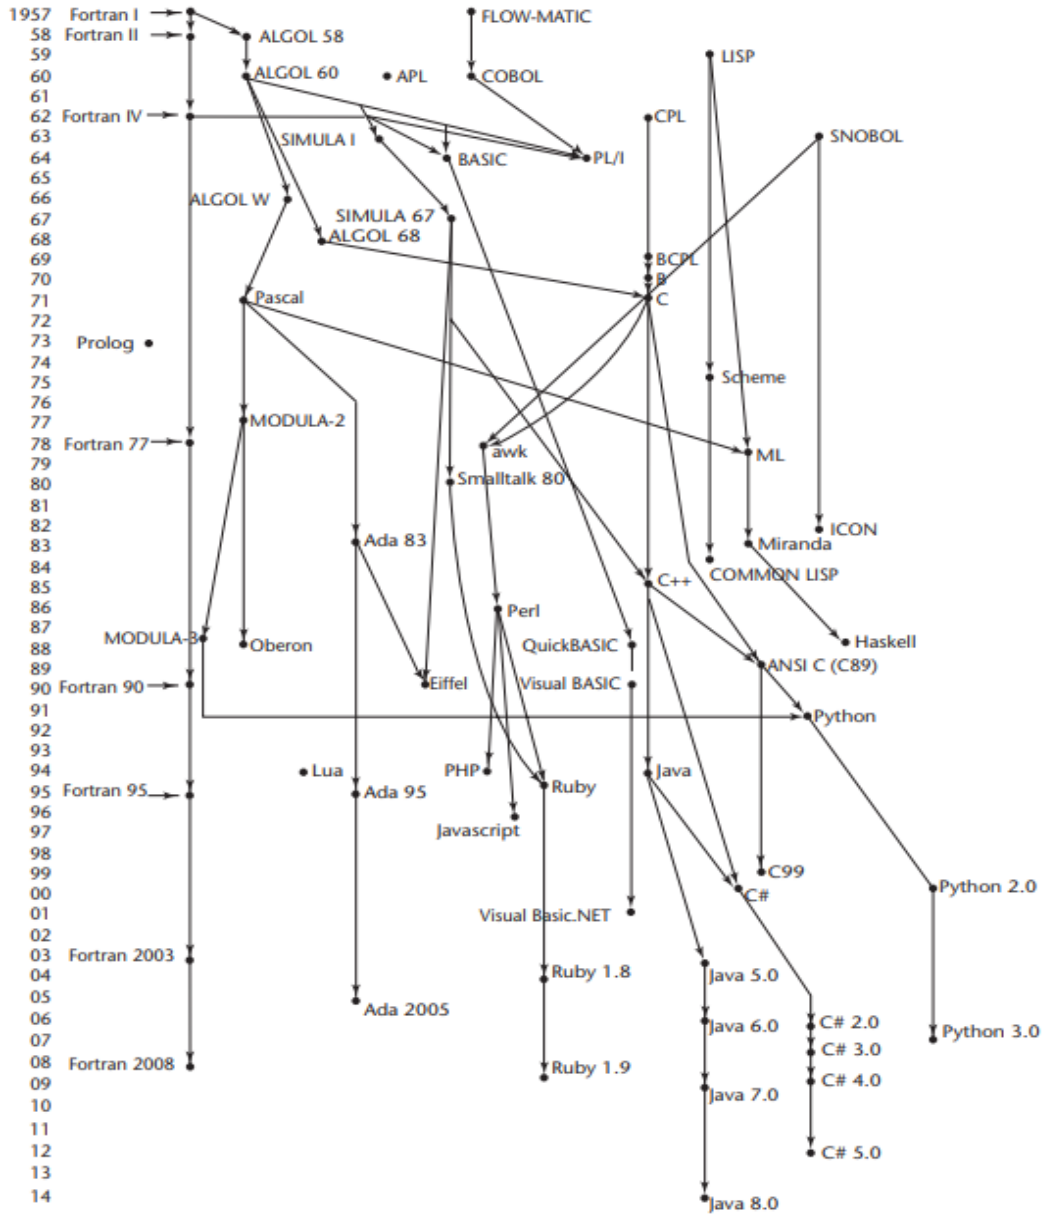 1957 Fortran I FLOW-MATIC
58 Fortran II ALGOL 58
59 LISP
60 ALGOL 60 APL COBOL
61
62 Fortran IV CPL
63 SIMULA I SNOBOL
64 BASIC PL/I
65
66 ALGOL W
67 SIMULA 67
68 ALGOL 68
69 BCPL
70 B
71 Pascal C
72
73 Prolog
74
75 Scheme
76
77 MODULA-2
78 Fortran 77 awk ML
79
80 Smalltalk 80
81
82 ICON
83 Ada 83 Miranda
84 COMMON LISP
85 C++
86 Perl
87 MODULA-3 Haskell
88 Oberon QuickBASIC
89 ANSI C (C89)
90 Fortran 90 Eiffel Visual BASIC
91 Python
92
93
94 Lua PHP Java
95 Fortran 95 Ada 95 Ruby
96
97 Javascript
98
99 C99
00 C# Python 2.0
01 Visual Basic.NET
02
03 Fortran 2003
04 Ruby 1.8 Java 5.0
05 Ada 2005
06 Java 6.0 C# 2.0
07 C# 3.0 Python 3.0
08 Fortran 2008 Ruby 1.9
09 Java 7.0 C# 4.0
10
11
12 C# 5.0
13
14 Java 8.0